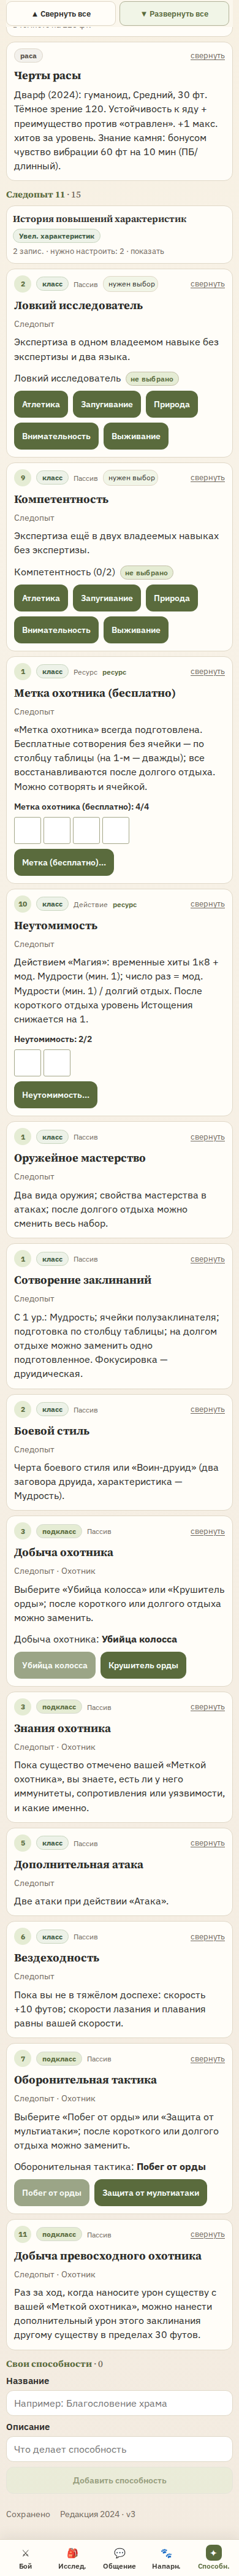 ▲ Свернуть все
▼ Развернуть все
раса
свернуть
Черты расы
Дварф (2024): гуманоид, Средний, 30 фт.
Тёмное зрение 120. Устойчивость к яду +
преимущество против «отравлен». +1 макс.
хитов за уровень. Знание камня: бонусом
чувство вибрации 60 фт на 10 мин (ПБ/
длинный).
Следопыт 11 · 15
История повышений характеристик
Увел. характеристик
2 запис. · нужно настроить: 2 · показать
2 класс Пассив нужен выбор свернуть
Ловкий исследователь
Следопыт
Экспертиза в одном владеемом навыке без
экспертизы и два языка.
Ловкий исследователь не выбрано
Атлетика Запугивание Природа
Внимательность Выживание
9 класс Пассив нужен выбор свернуть
Компетентность
Следопыт
Экспертиза ещё в двух владеемых навыках
без экспертизы.
Компетентность (0/2) не выбрано
Атлетика Запугивание Природа
Внимательность Выживание
1 класс Ресурс ресурс свернуть
Метка охотника (бесплатно)
Следопыт
«Метка охотника» всегда подготовлена.
Бесплатные сотворения без ячейки — по
столбцу таблицы (на 1-м — дважды); все
восстанавливаются после долгого отдыха.
Можно сотворять и ячейкой.
Метка охотника (бесплатно): 4/4
Метка (бесплатно)…
10 класс Действие ресурс свернуть
Неутомимость
Следопыт
Действием «Магия»: временные хиты 1к8 +
мод. Мудрости (мин. 1); число раз = мод.
Мудрости (мин. 1) / долгий отдых. После
короткого отдыха уровень Истощения
снижается на 1.
Неутомимость: 2/2
Неутомимость…
1 класс Пассив свернуть
Оружейное мастерство
Следопыт
Два вида оружия; свойства мастерства в
атаках; после долгого отдыха можно
сменить весь набор.
1 класс Пассив свернуть
Сотворение заклинаний
Следопыт
С 1 ур.: Мудрость; ячейки полузаклинателя;
подготовка по столбцу таблицы; на долгом
отдыхе можно заменить одно
подготовленное. Фокусировка —
друидическая.
2 класс Пассив свернуть
Боевой стиль
Следопыт
Черта боевого стиля или «Воин-друид» (два
заговора друида, характеристика —
Мудрость).
3 подкласс Пассив свернуть
Добыча охотника
Следопыт · Охотник
Выберите «Убийца колосса» или «Крушитель
орды»; после короткого или долгого отдыха
можно заменить.
Добыча охотника: Убийца колосса
Убийца колосса Крушитель орды
3 подкласс Пассив свернуть
Знания охотника
Следопыт · Охотник
Пока существо отмечено вашей «Меткой
охотника», вы знаете, есть ли у него
иммунитеты, сопротивления или уязвимости,
и какие именно.
5 класс Пассив свернуть
Дополнительная атака
Следопыт
Две атаки при действии «Атака».
6 класс Пассив свернуть
Вездеходность
Следопыт
Пока вы не в тяжёлом доспехе: скорость
+10 футов; скорости лазания и плавания
равны вашей скорости.
7 подкласс Пассив свернуть
Оборонительная тактика
Следопыт · Охотник
Выберите «Побег от орды» или «Защита от
мультиатаки»; после короткого или долгого
отдыха можно заменить.
Оборонительная тактика: Побег от орды
Побег от орды Защита от мультиатаки
11 подкласс Пассив свернуть
Добыча превосходного охотника
Следопыт · Охотник
Раз за ход, когда наносите урон существу с
вашей «Меткой охотника», можно нанести
дополнительный урон этого заклинания
другому существу в пределах 30 футов.
Свои способности · 0
Название
Например: Благословение храма
Описание
Что делает способность
Добавить способность
Сохранено Редакция 2024 · v3
Бой Исслед. Общение Напарн. Способн.